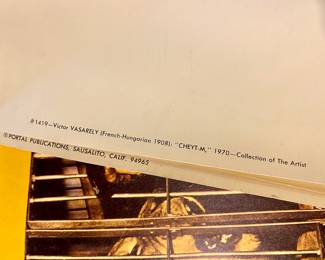 #1419—Victor VASARELY (French-Hungarian 1908). "CHEYT-M," 1970—Collection of The Artist
©PORTAL PUBLICATIONS, SAUSALITO, CALIF. 94965